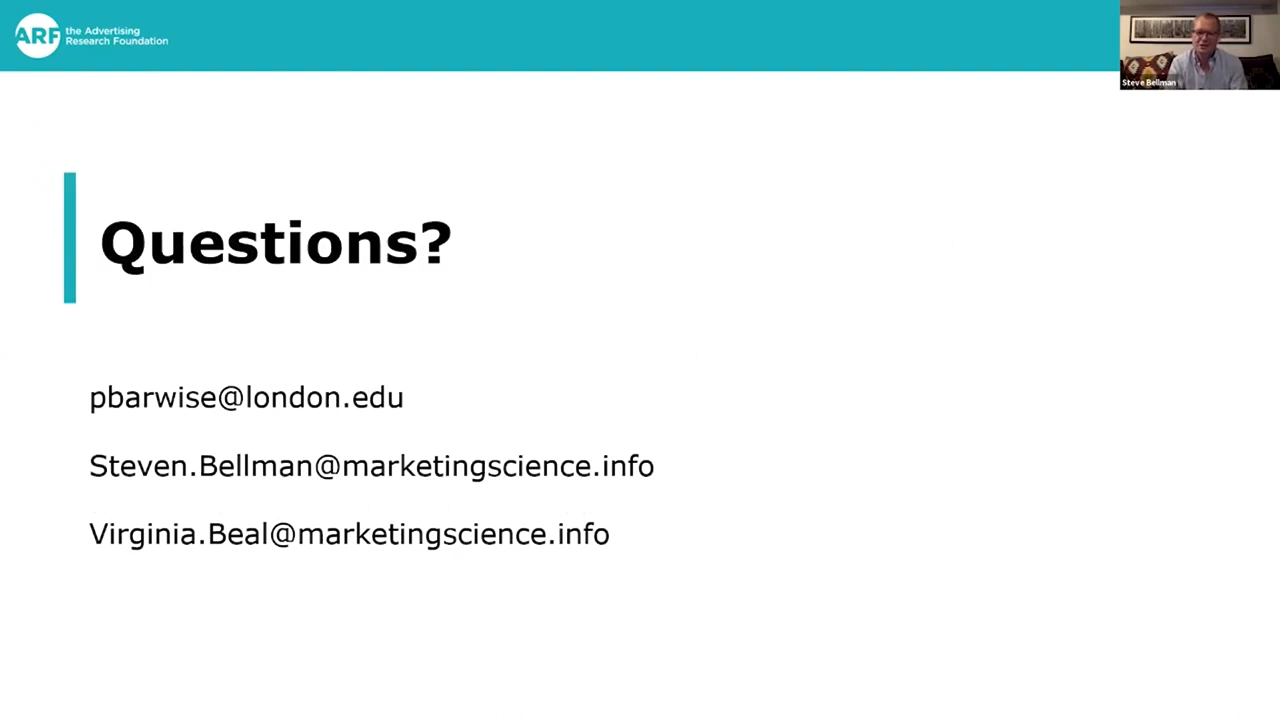 ARF the Advertising
Research Foundation
Steve Bellman
Questions?
pbarwise@london.edu
Steven.Bellman@marketingscience.info
Virginia.Beal@marketingscience.info